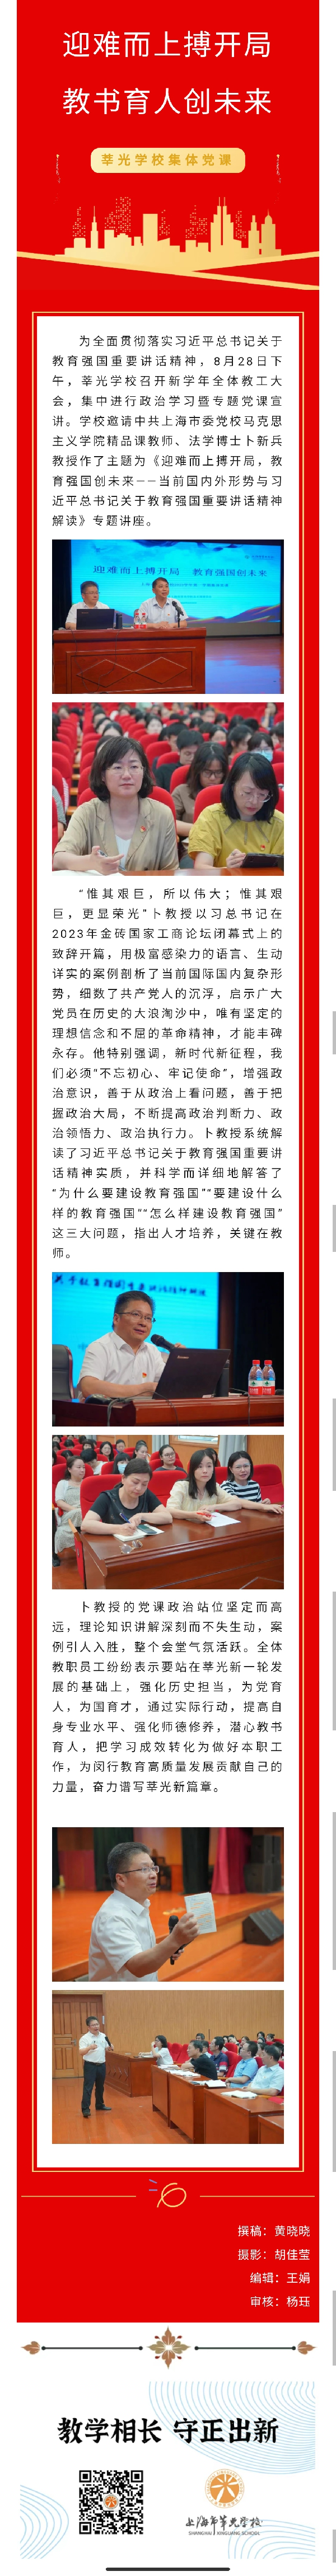 迎难而上搏开局
教书育人创未来
莘光学校集体党课
为全面贯彻落实习近平总书记关于
教育强国重要讲话精神，8月28日下
午，莘光学校召开新学年全体教工大
会，集中进行政治学习暨专题党课宣
讲。学校邀请中共上海市委党校马克思
主义学院精品课教师、法学博士卜新兵
教授作了主题为《迎难而上搏开局，教
育强国创未来——当前国内外形势与习
近平总书记关于教育强国重要讲话精神
解读》专题讲座。
迎难而上搏开局 教育强国创未来
“惟其艰巨，所以伟大；惟其艰
巨，更显荣光”卜教授以习总书记在
2023年金砖国家工商论坛闭幕式上的
致辞开篇，用极富感染力的语言、生动
详实的案例剖析了当前国际国内复杂形
势，细数了共产党人的沉浮，启示广大
党员在历史的大浪淘沙中，唯有坚定的
理想信念和不屈的革命精神，才能丰碑
永存。他特别强调，新时代新征程，我
们必须“不忘初心、牢记使命”，增强政
治意识，善于从政治上看问题，善于把
握政治大局，不断提高政治判断力、政
治领悟力、政治执行力。卜教授系统解
读了习近平总书记关于教育强国重要讲
话精神实质，并科学而详细地解答了
“为什么要建设教育强国”“要建设什么
样的教育强国”“怎么样建设教育强国”
这三大问题，指出人才培养，关键在教
师。
卜教授的党课政治站位坚定而高
远，理论知识讲解深刻而不失生动，案
例引人入胜，整个会堂气氛活跃。全体
教职员工纷纷表示要站在莘光新一轮发
展的基础上，强化历史担当，为党育
人，为国育才，通过实际行动，提高自
身专业水平、强化师德修养，潜心教书
育人，把学习成效转化为做好本职工
作，为闵行教育高质量发展贡献自己的
力量，奋力谱写莘光新篇章。
撰稿：黄晓晓
摄影：胡佳莹
编辑：王娟
审核：杨珏
教学相长 守正出新
上海市莘光学校
SHANGHAI XINGUANG SCHOOL